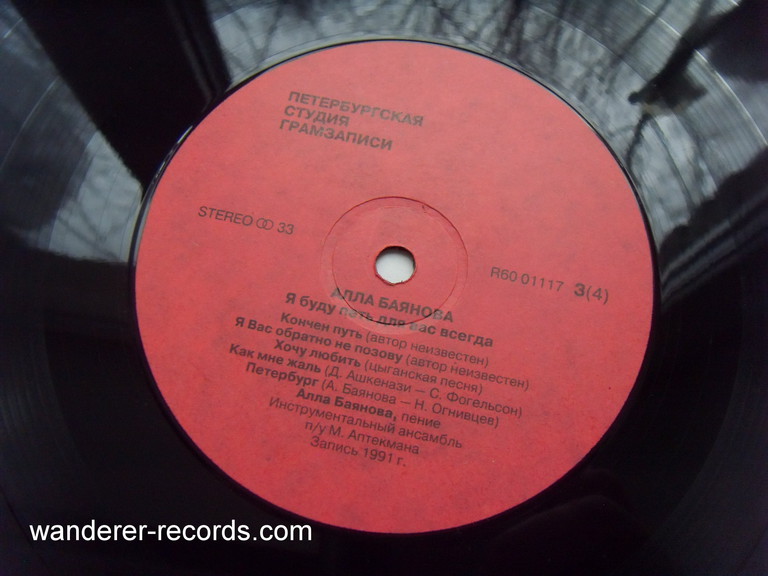 ПЕТЕРБУРГСКАЯ
СТУДИЯ
ГРАМЗАПИСИ
STEREO 33
R60 01117 3(4)
АЛЛА БАЯНОВА
Я буду петь для вас всегда
Кончен путь (автор неизвестен)
Я Вас обратно не позову (автор неизвестен)
Хочу любить (цыганская песня)
Как мне жаль (Д. Ашкенази — С. Фогельсон)
Петербург (А. Баянова — Н. Огнивцев)
Алла Баянова, пение
Инструментальный ансамбль
п/у М. Аптекмана
Запись 1991 г.
wanderer-records.com